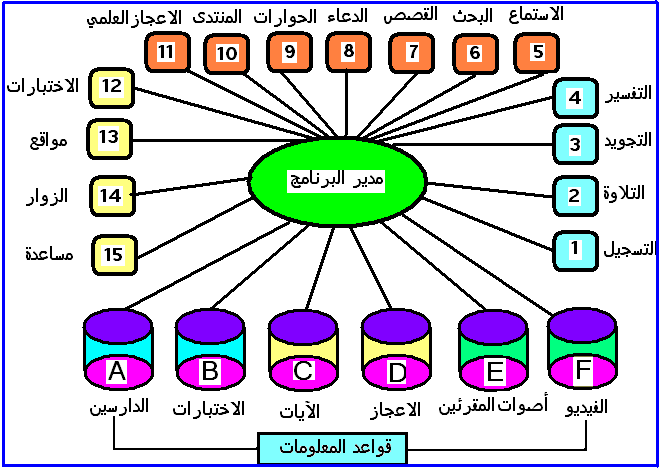 الاستماع
البحث
القصص
الدعاء
الحوارات
المنتدى
الاعجاز العلمي
5
6
7
8
9
10
11
التفسير
4
12
الاختبارات
التجويد
3
13
مواقع
مدير البرنامج
التلاوة
2
14
الزوار
التسجيل
1
15
مساعدة
F
E
D
C
B
A
الفيديو
أصوات المقرئين
الاعجاز
الآيات
الاختبارات
الدارسين
قواعد المعلومات